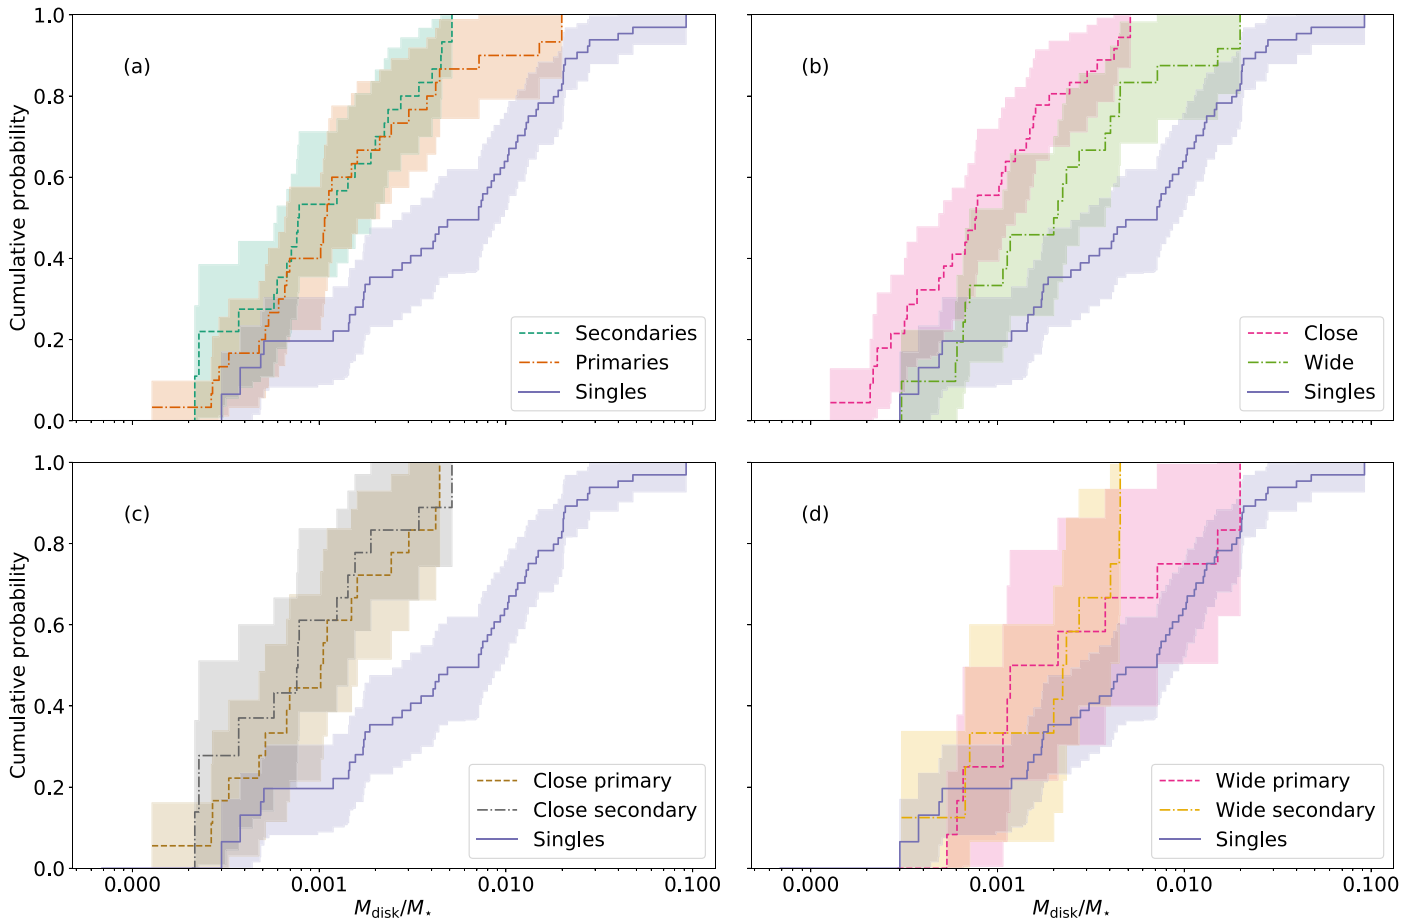 (a)
Cumulative probability
1.0
0.8
0.6
0.4
0.2
0.0
Secondaries
Primaries
Singles
(b)
Close
Wide
Singles
(c)
Cumulative probability
1.0
0.8
0.6
0.4
0.2
0.0
Close primary
Close secondary
Singles
0.000 0.001 0.010 0.100
M_disk/M_⋆
(d)
Wide primary
Wide secondary
Singles
0.000 0.001 0.010 0.100
M_disk/M_⋆